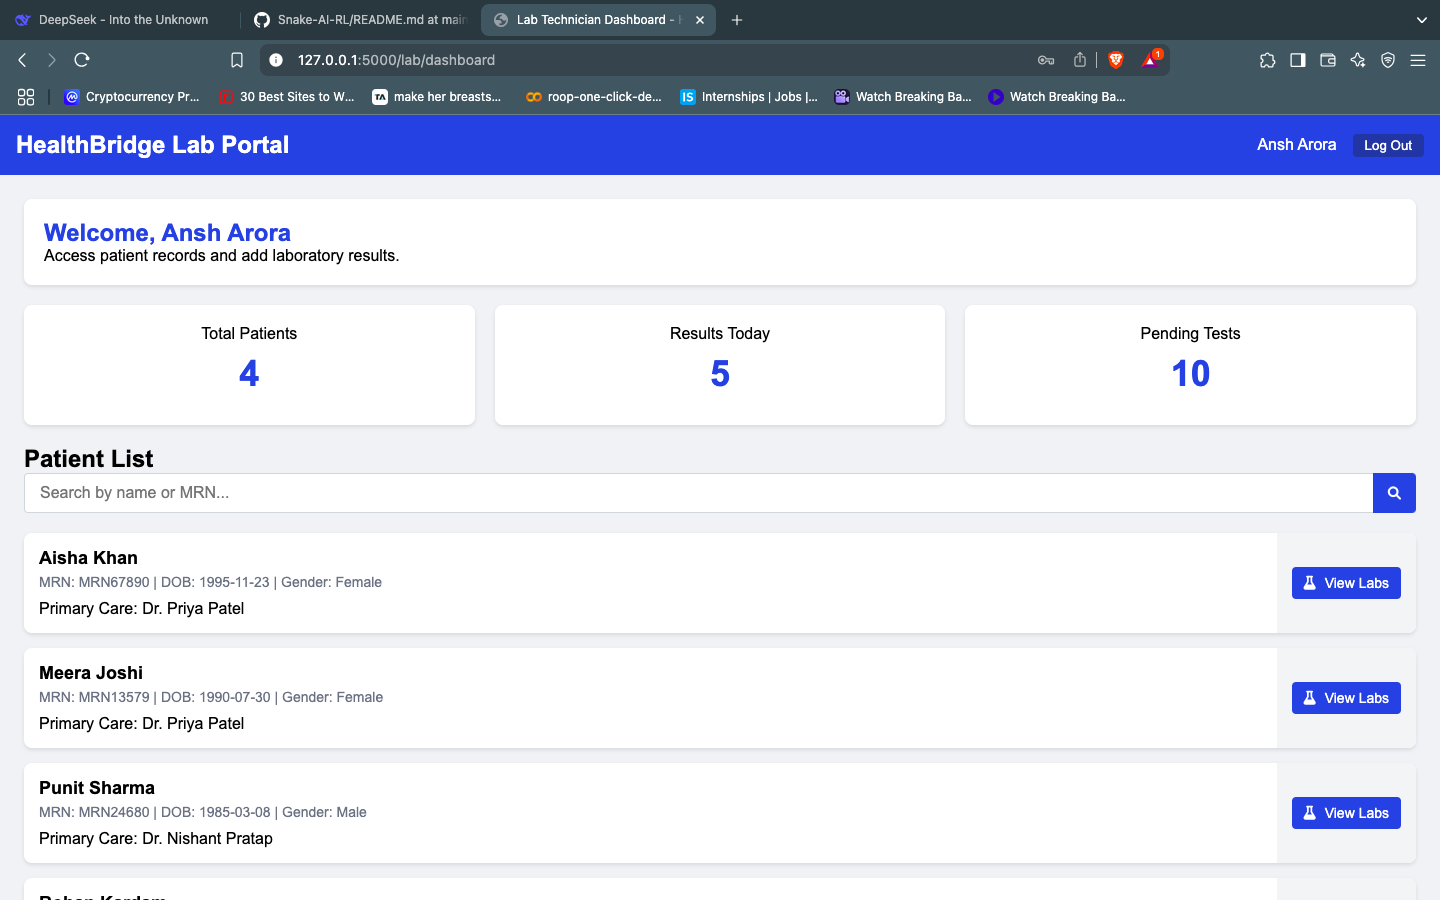 DeepSeek - Into the Unknown
Snake-AI-RL/README.md at main
Lab Technician Dashboard -
127.0.0.1:5000/lab/dashboard
1
Cryptocurrency Pr...
30 Best Sites to W...
TA make her breasts...
roop-one-click-de...
IS Internships | Jobs |...
Watch Breaking Ba...
Watch Breaking Ba...
HealthBridge Lab Portal
Ansh Arora
Log Out
Welcome, Ansh Arora
Access patient records and add laboratory results.
Total Patients
4
Results Today
5
Pending Tests
10
Patient List
Search by name or MRN...
Aisha Khan
MRN: MRN67890 | DOB: 1995-11-23 | Gender: Female
Primary Care: Dr. Priya Patel
View Labs
Meera Joshi
MRN: MRN13579 | DOB: 1990-07-30 | Gender: Female
Primary Care: Dr. Priya Patel
View Labs
Punit Sharma
MRN: MRN24680 | DOB: 1985-03-08 | Gender: Male
Primary Care: Dr. Nishant Pratap
View Labs